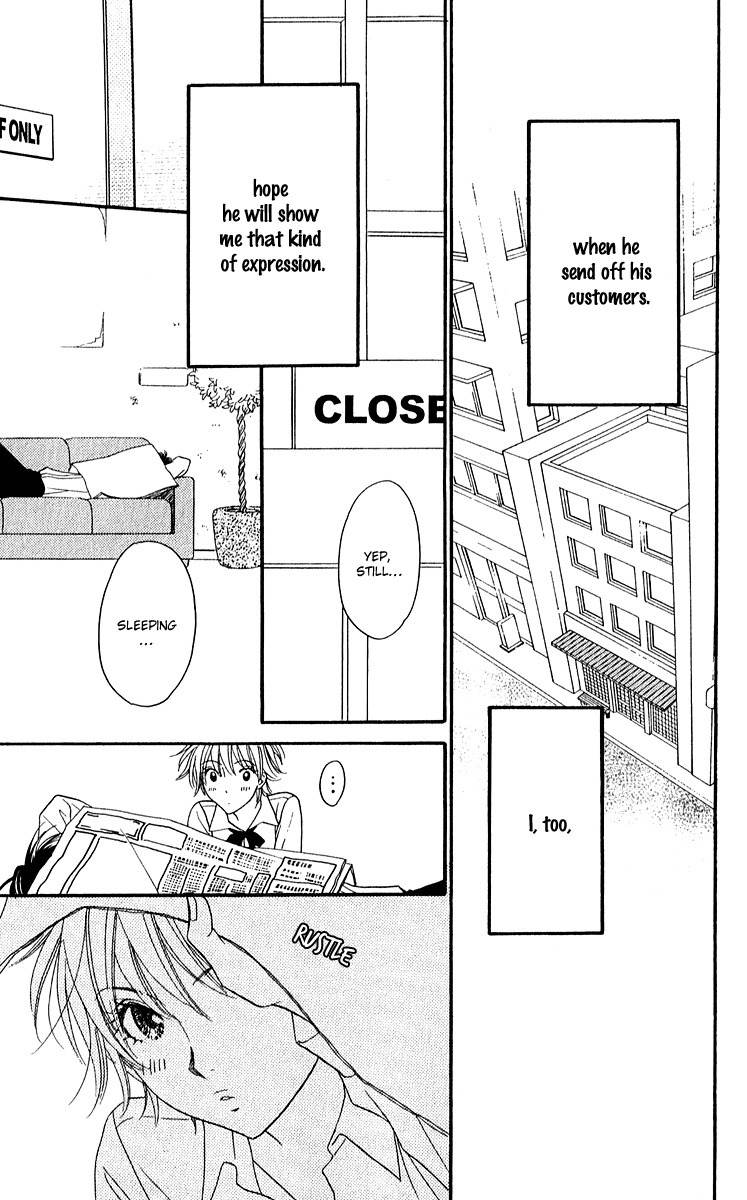 when he
send off his
customers.
I, too,
hope
he will show
me that kind
of expression.
CLOSE
YEP,
STILL...
F ONLY
SLEEPING
...
...
RUSTLE